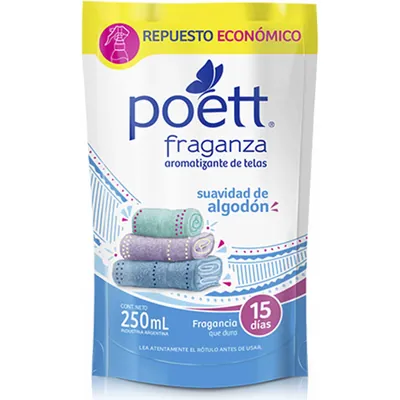 REPUESTO ECONÓMICO
poett®
fraganza
aromatizante de telas
suavidad de
algodón
CONT. NETO
250mL
INDUSTRIA ARGENTINA
Fragancia
que dura
15
días
LEA ATENTAMENTE EL RÓTULO ANTES DE USAR.